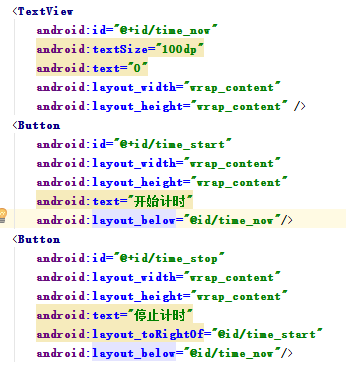 <TextView
android:id="@+id/time_now"
android:textSize="100dp"
android:text="0"
android:layout_width="wrap_content"
android:layout_height="wrap_content" />
<Button
android:id="@+id/time_start"
android:layout_width="wrap_content"
android:layout_height="wrap_content"
android:text="开始计时"
android:layout_below="@id/time_now"/>
<Button
android:id="@+id/time_stop"
android:layout_width="wrap_content"
android:layout_height="wrap_content"
android:text="停止计时"
android:layout_toRightOf="@id/time_start"
android:layout_below="@id/time_now"/>